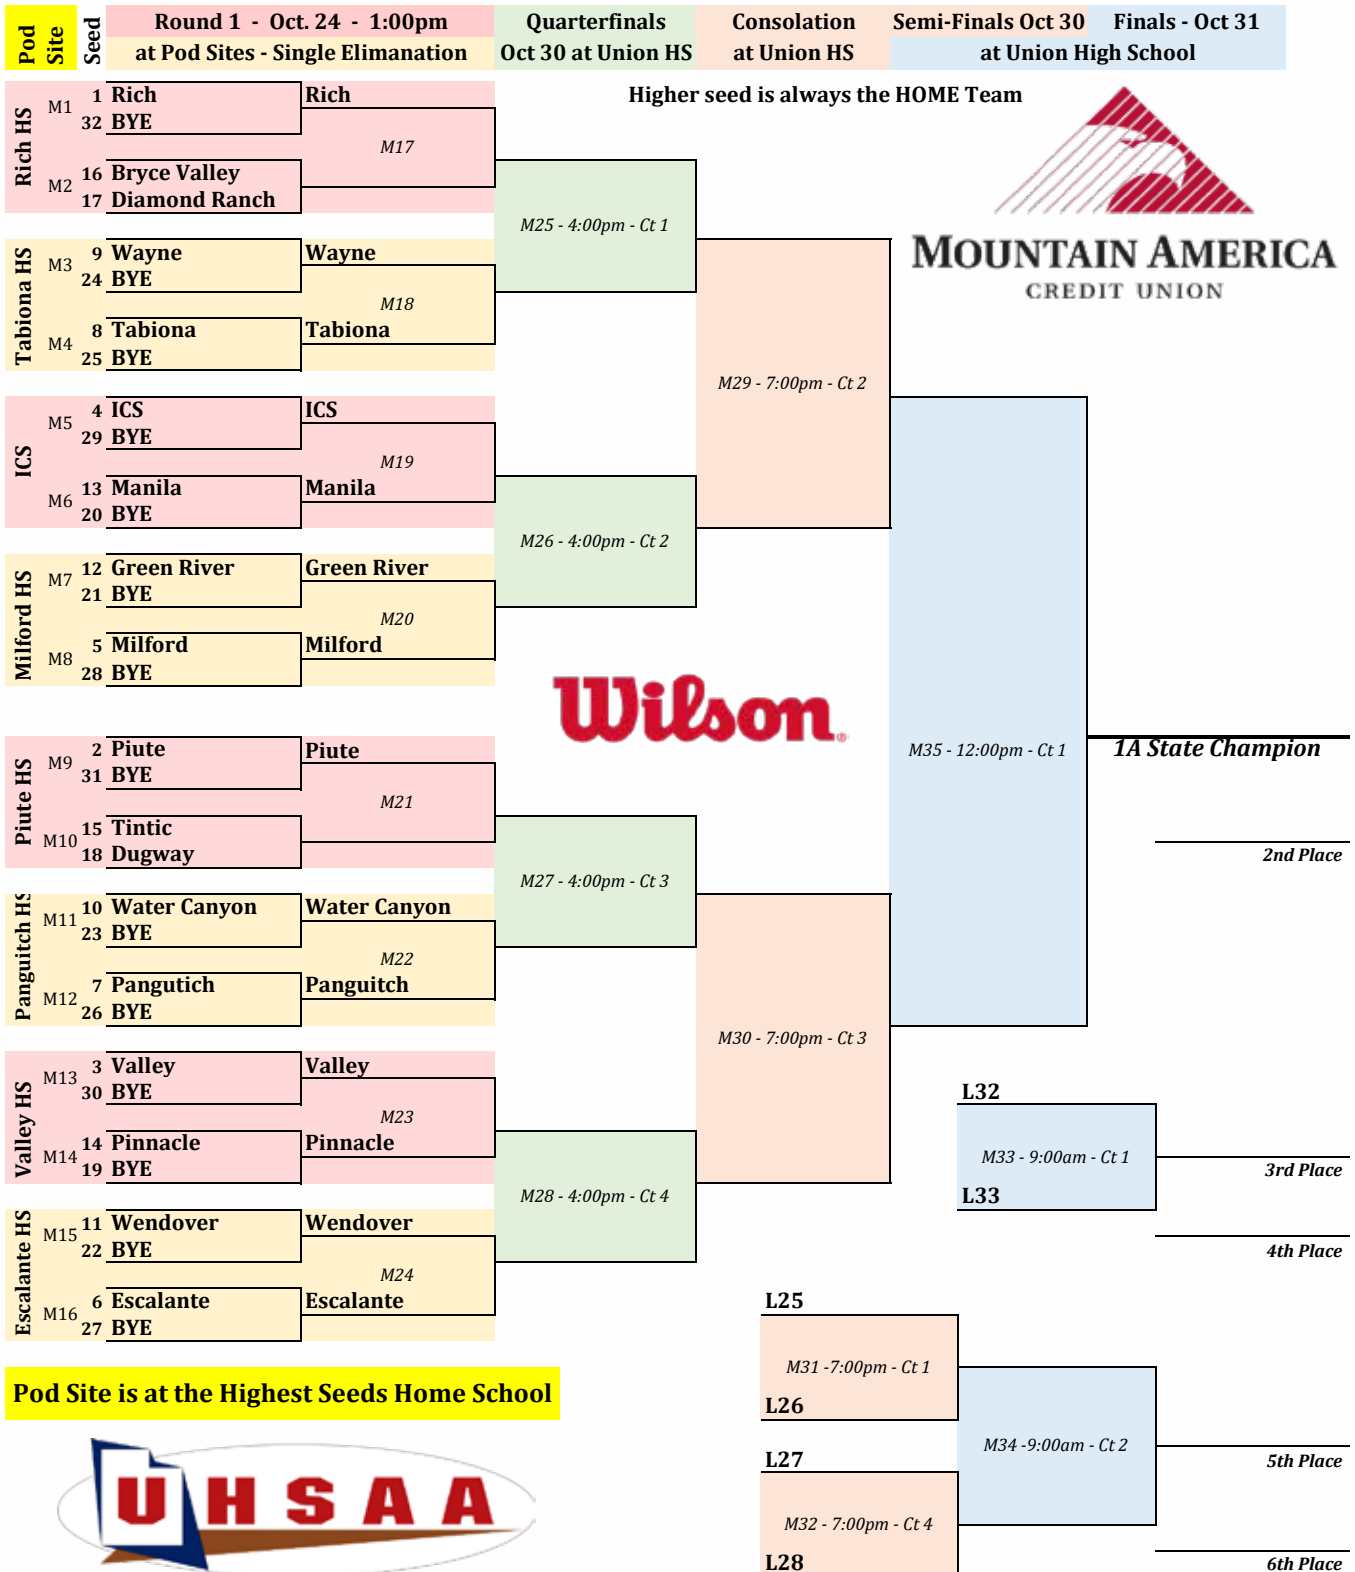 Pod Site
Seed
Round 1 - Oct. 24 - 1:00pm
at Pod Sites - Single Elimanation
Quarterfinals
Oct 30 at Union HS
Consolation
at Union HS
Semi-Finals Oct 30
Finals - Oct 31
at Union High School
Higher seed is always the HOME Team
MOUNTAIN AMERICA
CREDIT UNION
Rich HS
M1
1 Rich
32 BYE
Rich
M17
M2
16 Bryce Valley
17 Diamond Ranch
M25 - 4:00pm - Ct 1
Tabiona HS
M3
9 Wayne
24 BYE
Wayne
M18
M4
8 Tabiona
25 BYE
Tabiona
M29 - 7:00pm - Ct 2
ICS
M5
4 ICS
29 BYE
ICS
M19
M6
13 Manila
20 BYE
Manila
M26 - 4:00pm - Ct 2
Milford HS
M7
12 Green River
21 BYE
Green River
M20
M8
5 Milford
28 BYE
Milford
Wilson
M35 - 12:00pm - Ct 1
1A State Champion
2nd Place
Piute HS
M9
2 Piute
31 BYE
Piute
M21
M10
15 Tintic
18 Dugway
M27 - 4:00pm - Ct 3
Panguitch HS
M11
10 Water Canyon
23 BYE
Water Canyon
M22
M12
7 Pangutich
26 BYE
Panguitch
M30 - 7:00pm - Ct 3
Valley HS
M13
3 Valley
30 BYE
Valley
M23
M14
14 Pinnacle
19 BYE
Pinnacle
M28 - 4:00pm - Ct 4
Escalante HS
M15
11 Wendover
22 BYE
Wendover
M24
M16
6 Escalante
27 BYE
Escalante
L32
M33 - 9:00am - Ct 1
L33
3rd Place
4th Place
L25
M31 -7:00pm - Ct 1
L26
M34 -9:00am - Ct 2
5th Place
L27
M32 - 7:00pm - Ct 4
L28
6th Place
Pod Site is at the Highest Seeds Home School
UHSAA